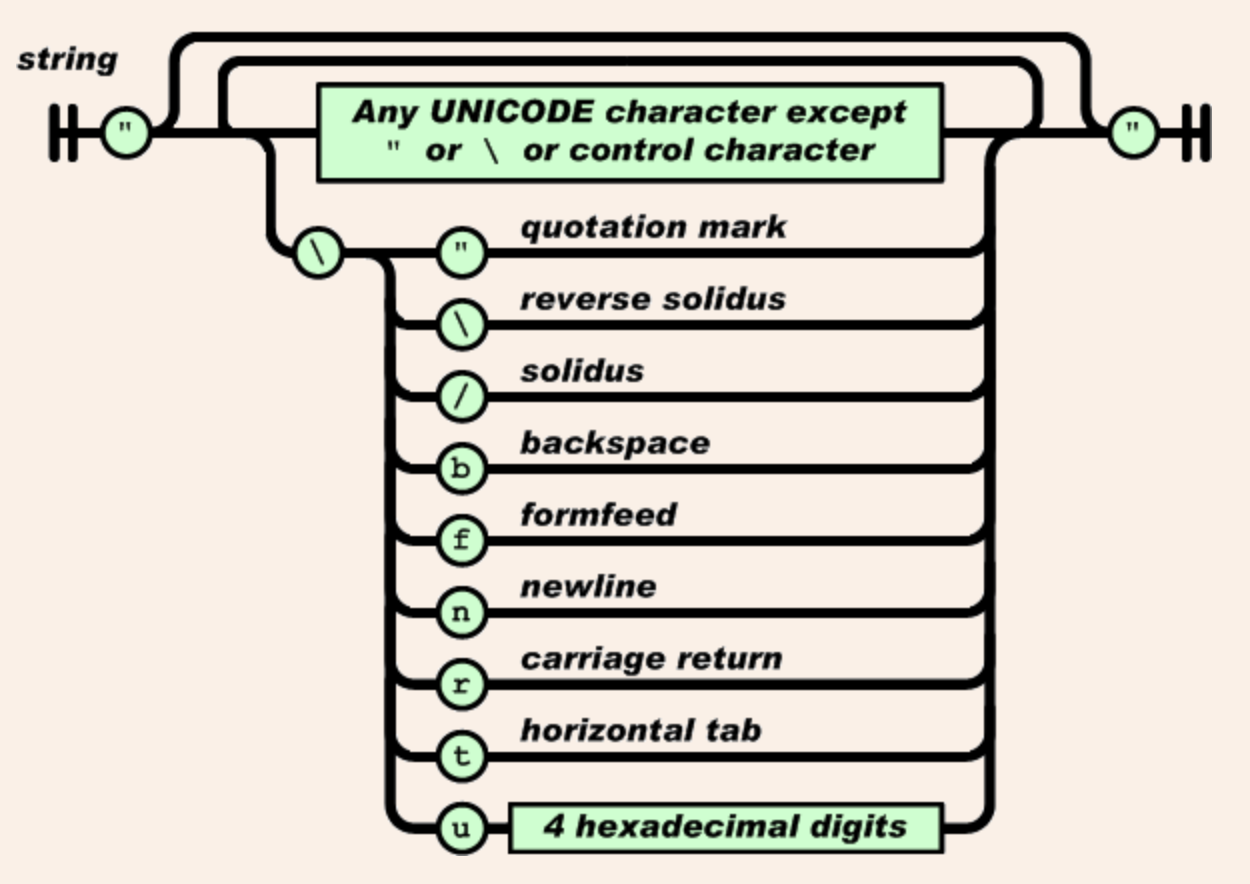 string
"
Any UNICODE character except
" or \ or control character
"
\
" quotation mark
\ reverse solidus
/ solidus
b backspace
f formfeed
n newline
r carriage return
t horizontal tab
u 4 hexadecimal digits